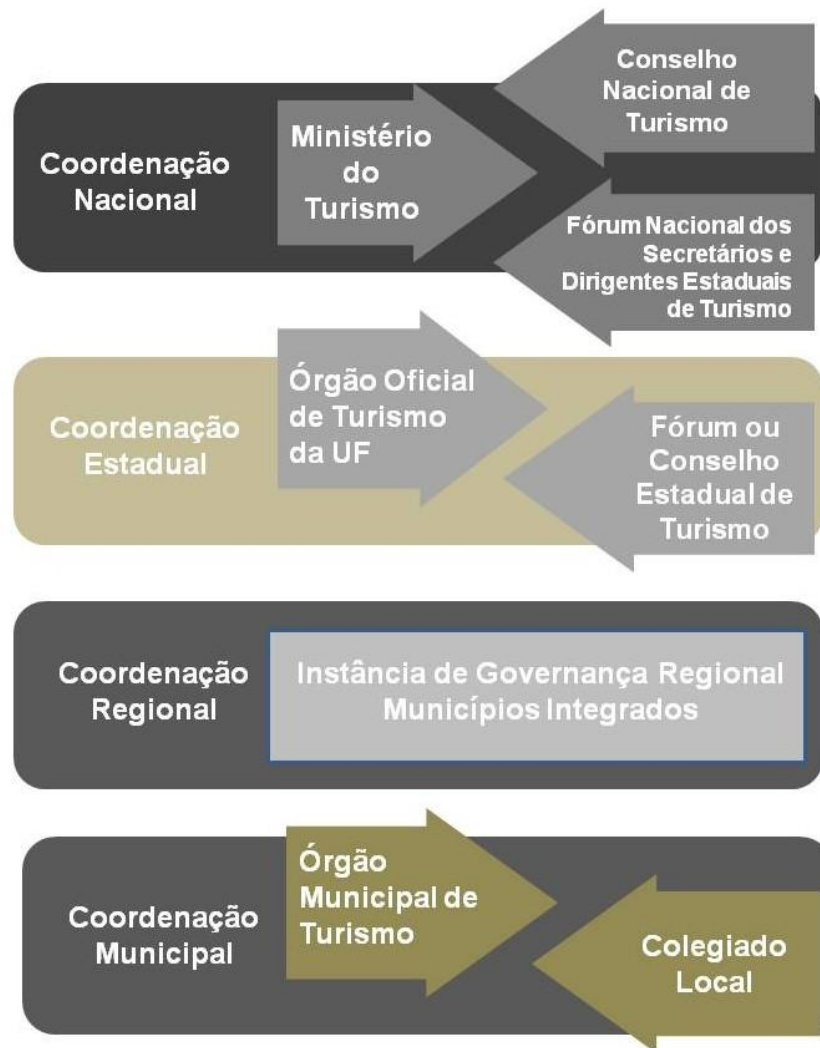 Coordenação
Nacional
Ministério
do
Turismo
Conselho
Nacional de
Turismo
Fórum Nacional dos
Secretários e
Dirigentes Estaduais
de Turismo
Coordenação
Estadual
Órgão Oficial
de Turismo
da UF
Fórum ou
Conselho
Estadual de
Turismo
Coordenação
Regional
Instância de Governança Regional
Municípios Integrados
Coordenação
Municipal
Órgão
Municipal de
Turismo
Colegiado
Local